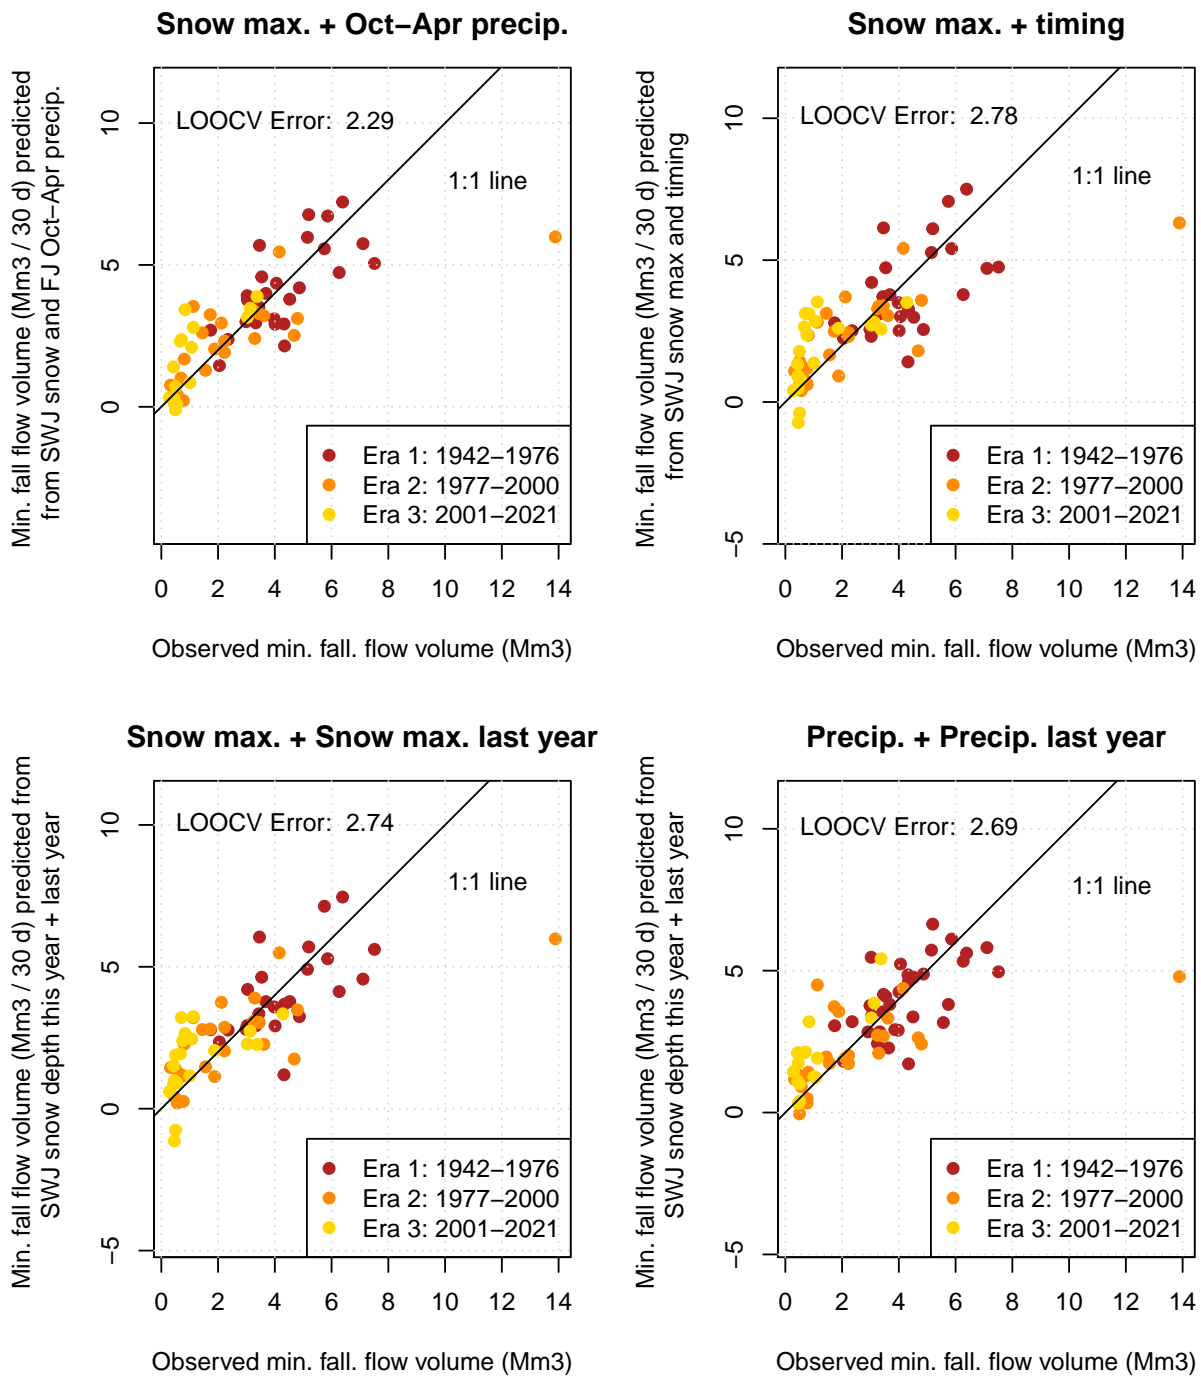 Snow max. + Oct−Apr precip.
Min. fall flow volume (Mm3 / 30 d) predicted
from SWJ snow and FJ Oct−Apr precip.
10
5
0
LOOCV Error:  2.29
1:1 line
Era 1: 1942−1976
Era 2: 1977−2000
Era 3: 2001−2021
0 2 4 6 8 10 12 14
Observed min. fall. flow volume (Mm3)
Snow max. + timing
Min. fall flow volume (Mm3 / 30 d) predicted
from SWJ snow max and timing
10
5
0
−5
LOOCV Error:  2.78
1:1 line
Era 1: 1942−1976
Era 2: 1977−2000
Era 3: 2001−2021
0 2 4 6 8 10 12 14
Observed min. fall. flow volume (Mm3)
Snow max. + Snow max. last year
Min. fall flow volume (Mm3 / 30 d) predicted from
SWJ snow depth this year + last year
10
5
0
−5
LOOCV Error:  2.74
1:1 line
Era 1: 1942−1976
Era 2: 1977−2000
Era 3: 2001−2021
0 2 4 6 8 10 12 14
Observed min. fall. flow volume (Mm3)
Precip. + Precip. last year
Min. fall flow volume (Mm3 / 30 d) predicted from
SWJ snow depth this year + last year
10
5
0
−5
LOOCV Error:  2.69
1:1 line
Era 1: 1942−1976
Era 2: 1977−2000
Era 3: 2001−2021
0 2 4 6 8 10 12 14
Observed min. fall. flow volume (Mm3)